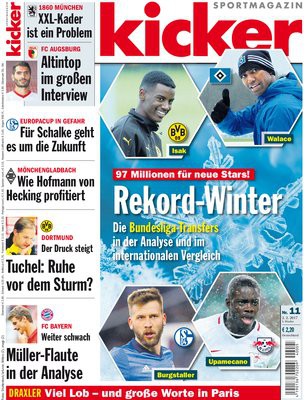 kicker
SPORTMAGAZIN
kicker
1860 MÜNCHEN
XXL-Kader
ist ein Problem
FC AUGSBURG
Altintop
im großen
Interview
EUROPACUP IN GEFAHR
Für Schalke geht
es um die Zukunft
MÖNCHENGLADBACH
Wie Hofmann von
Hecking profitiert
DORTMUND
Der Druck steigt
Tuchel: Ruhe
vor dem Sturm?
FC BAYERN
Weiter schwach
Müller-Flaute
in der Analyse
BVB
09
Isak
Walace
97 Millionen für neue Stars!
Rekord-Winter
Die Bundesliga-Transfers
in der Analyse und im
internationalen Vergleich
Burgstaller
Upamecano
Nr. 11
2. 2. 2017
€ 2,20
DRAXLER Viel Lob – und große Worte in Paris